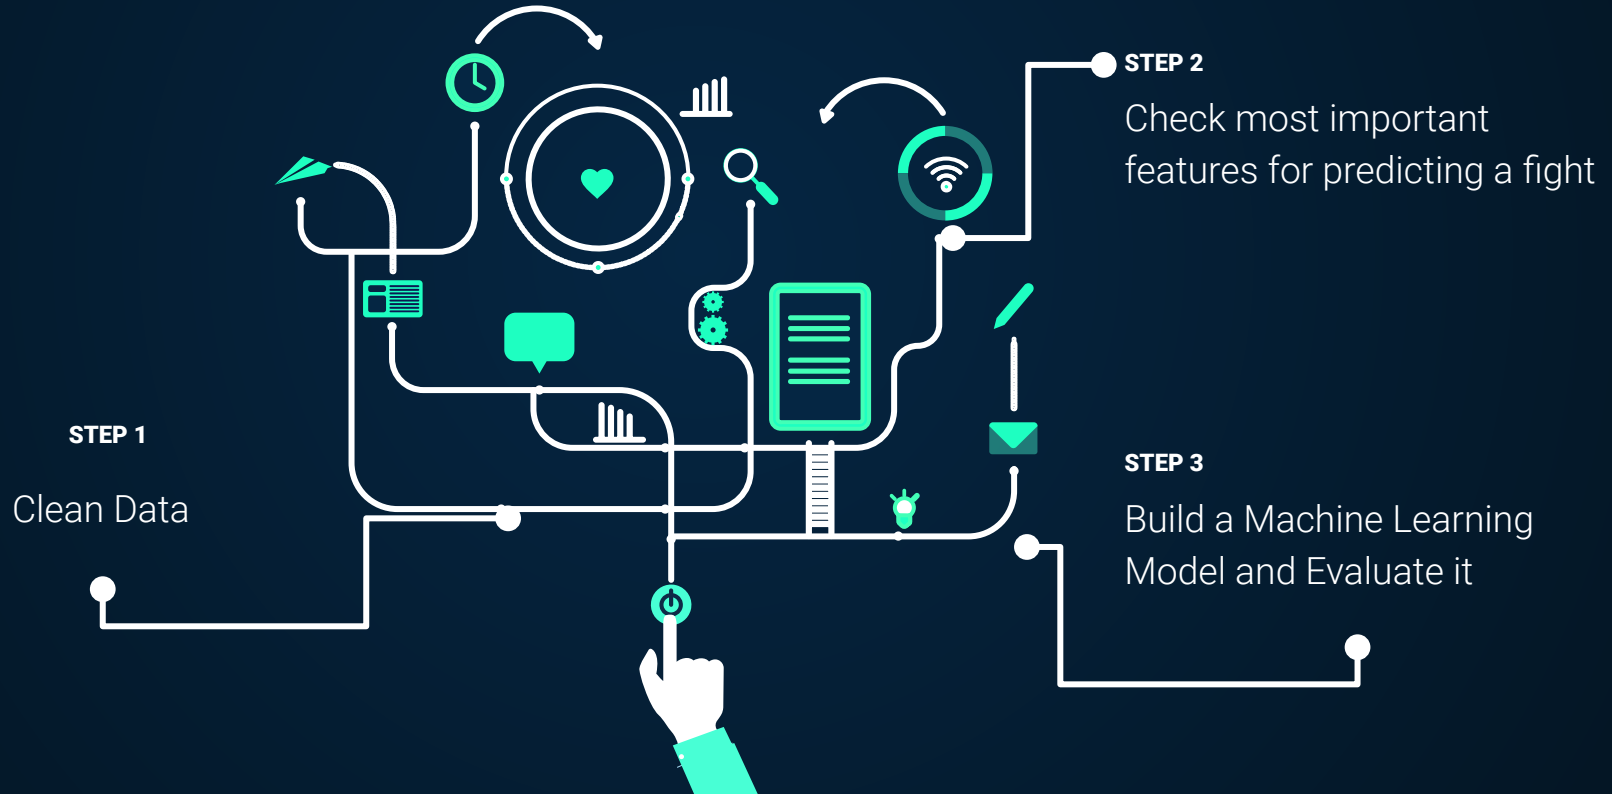 STEP 1
Clean Data
STEP 2
Check most important
features for predicting a fight
STEP 3
Build a Machine Learning
Model and Evaluate it